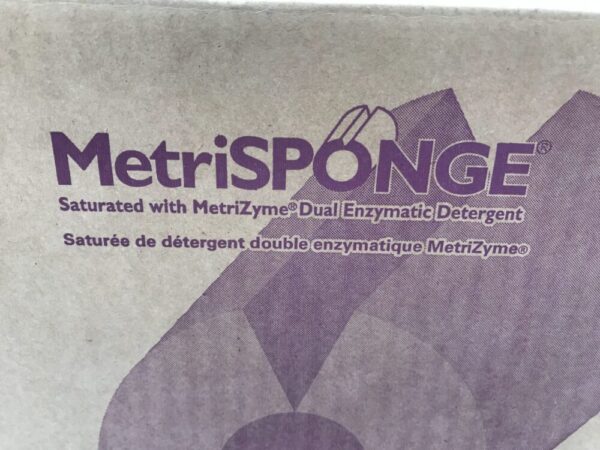 MetriSPONGE®
Saturated with MetriZyme® Dual Enzymatic Detergent
Saturée de détergent double enzymatique MetriZyme®